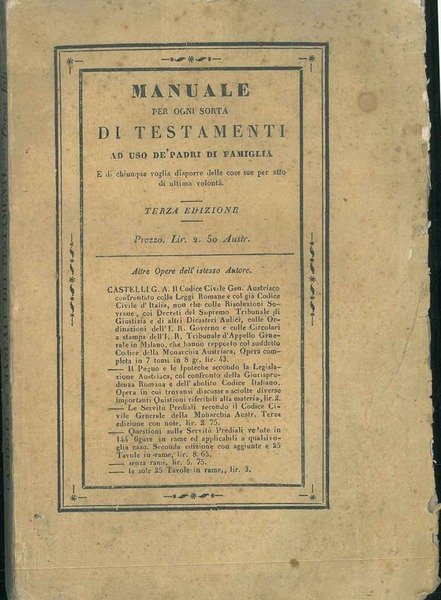 MANUALE
PER OGNI SORTA
DI TESTAMENTI
AD USO DE' PADRI DI FAMIGLIA
E di chiunque voglia disporre delle cose sue per atto
di ultima volontà.
TERZA EDIZIONE
Prezzo. Lir. 2. 50 Austr.
Altre Opere dell'istesso Autore.
CASTELLI G. A. Il Codice Civile Gen. Austriaco
confrontato colle Leggi Romane e col già Codice
Civile d'Italia, non che colle Risoluzioni So-
vrane, coi Decreti del Supremo Tribunale di
Giustizia e di altri Dicasteri Aulici, colle Or-
dinazioni dell'I. R. Governo e colle Circolari
a stampa dell'I. R. Tribunale d'Appello Gene-
rale in Milano, che hanno rapporto col suddetto
Codice della Monarchia Austriaca. Opera com-
pleta in 7 tomi in 8 gr. lir. 43.
—— Il Pegno e le Ipoteche secondo la Legisla-
zione Austriaca, col confronto della Giurispru-
denza Romana e dell'abolito Codice Italiano.
Opera in cui trovansi discusse e sciolte diverse
importanti Quistioni riferibili alla materia, lir. 2.
—— Le Servitù Prediali secondo il Codice Ci-
vile Generale della Monarchia Austr. Terza
edizione con note, lir. 2. 75.
—— Questioni sulle Servitù Prediali vedute in
144 figure in rame ed applicabili a qualsivo-
glia caso. Seconda edizione con aggiunte e 25
Tavole in rame, lir. 8. 65.
—— senza rami, lir. 5. 75.
—— le sole 25 Tavole in rame,, lir. 3.